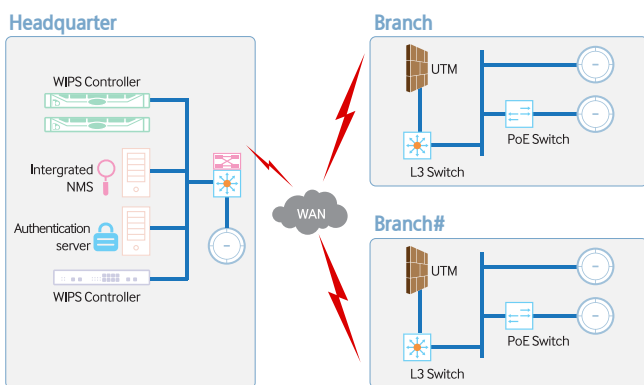 Headquarter
WIPS Controller
Intergrated
NMS
Authentication
server
WIPS Controller
WAN
Branch
UTM
PoE Switch
L3 Switch
Branch#
UTM
PoE Switch
L3 Switch